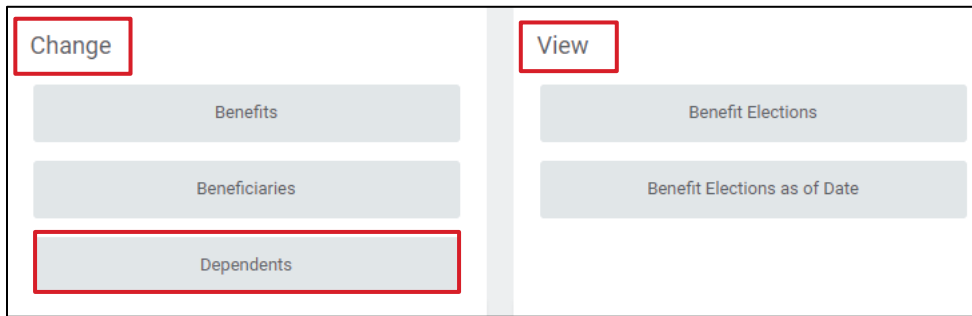 Change
Benefits
Beneficiaries
Dependents
View
Benefit Elections
Benefit Elections as of Date